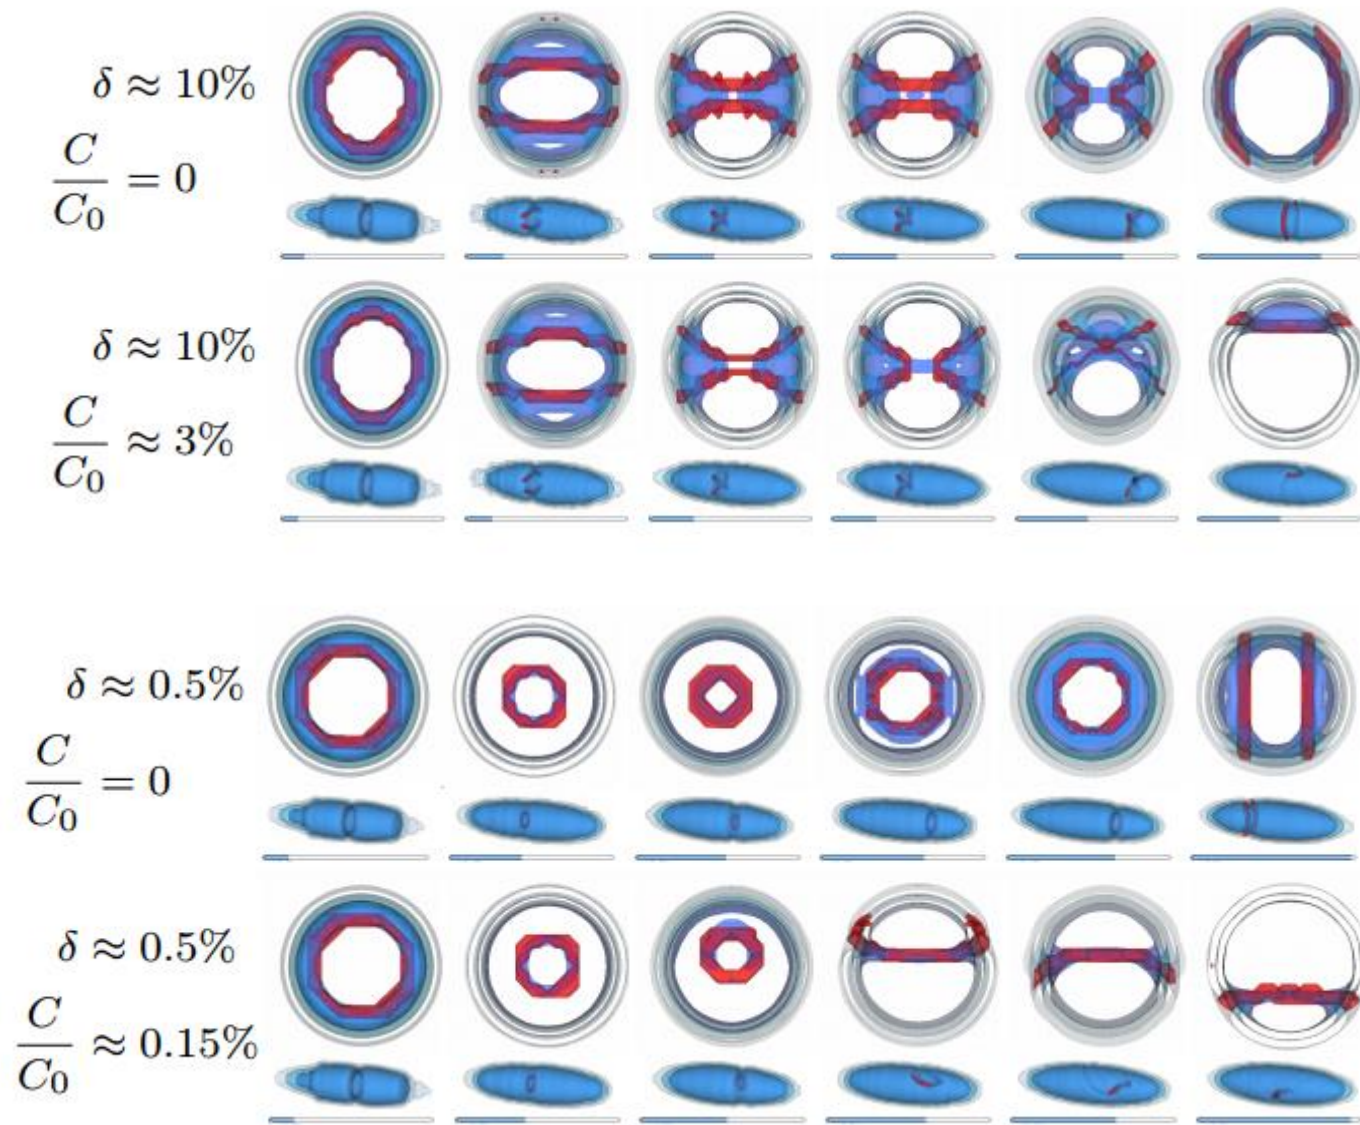 δ ≈ 10%
C/C₀ = 0
δ ≈ 10%
C/C₀ ≈ 3%
δ ≈ 0.5%
C/C₀ = 0
δ ≈ 0.5%
C/C₀ ≈ 0.15%